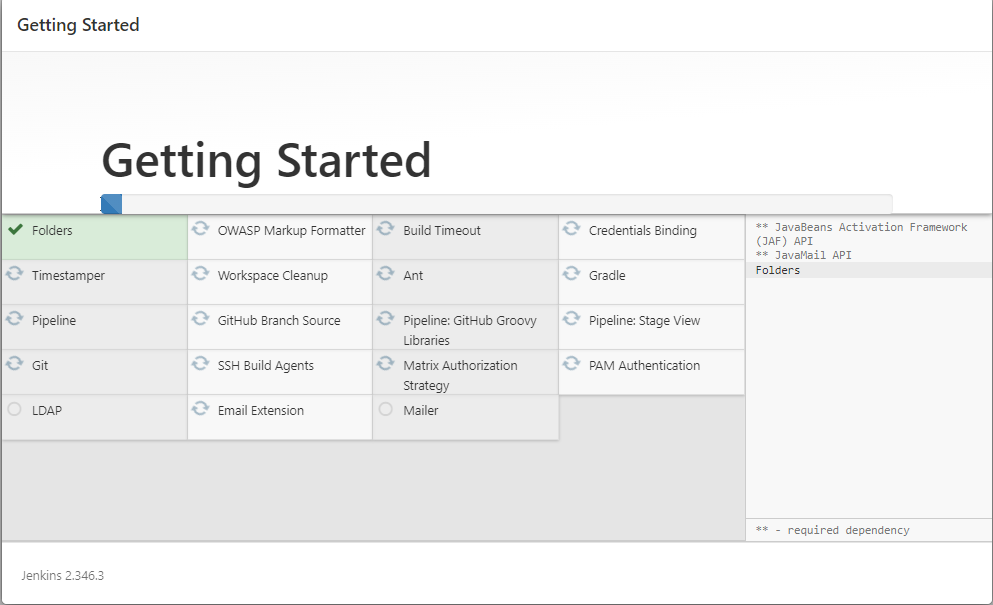 Getting Started
Getting Started
Folders
OWASP Markup Formatter
Build Timeout
Credentials Binding
Timestamper
Workspace Cleanup
Ant
Gradle
Pipeline
GitHub Branch Source
Pipeline: GitHub Groovy
Libraries
Pipeline: Stage View
Git
SSH Build Agents
Matrix Authorization
Strategy
PAM Authentication
LDAP
Email Extension
Mailer
** JavaBeans Activation Framework
(JAF) API
** JavaMail API
Folders
** - required dependency
Jenkins 2.346.3